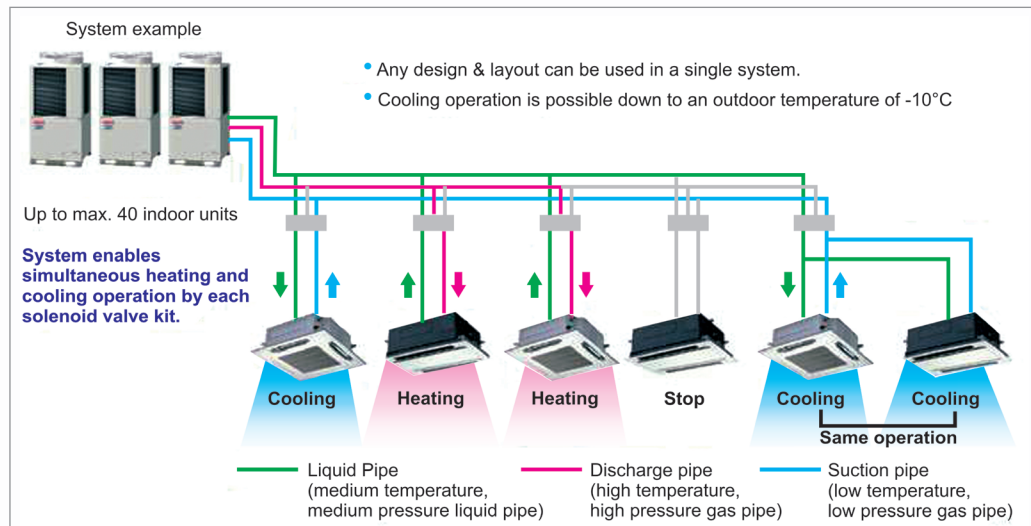 System example
• Any design & layout can be used in a single system.
• Cooling operation is possible down to an outdoor temperature of -10°C
Up to max. 40 indoor units
System enables
simultaneous heating and
cooling operation by each
solenoid valve kit.
Cooling
Heating
Heating
Stop
Cooling
Cooling
Same operation
Liquid Pipe
(medium temperature,
medium pressure liquid pipe)
Discharge pipe
(high temperature,
high pressure gas pipe)
Suction pipe
(low temperature,
low pressure gas pipe)